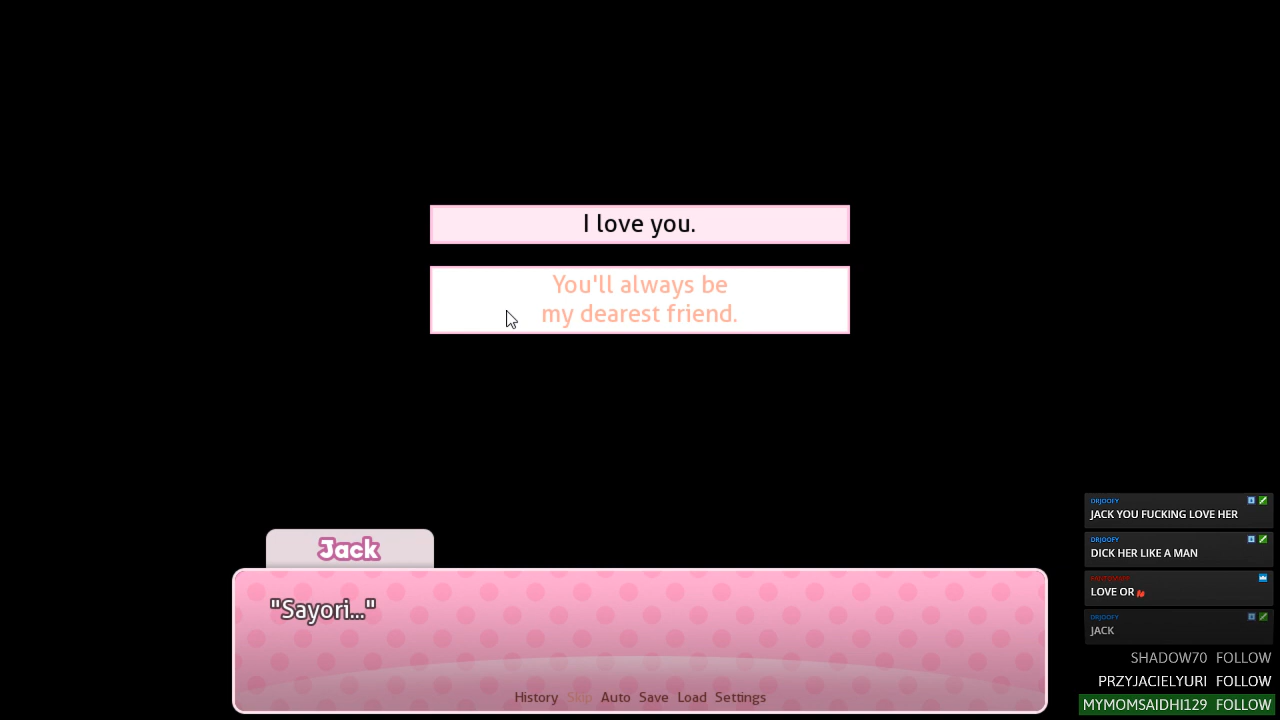 I love you.
You'll always be
my dearest friend.
Jack
"Sayori..."
History Skip Auto Save Load Settings
DRJOOFY
JACK YOU FUCKING LOVE HER
DRJOOFY
DICK HER LIKE A MAN
LOVE OR
DRJOOFY
JACK
SHADOW70 FOLLOW
PRZYJACIELYURI FOLLOW
MYMOMSAIDHI129 FOLLOW